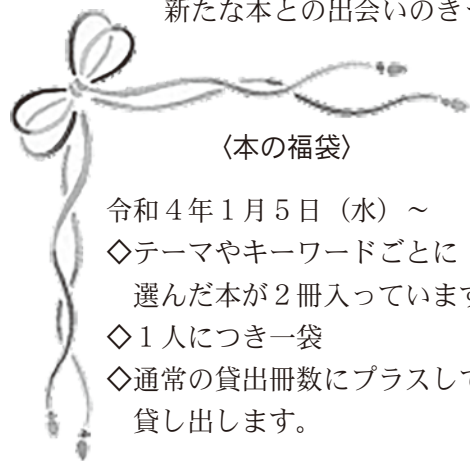 新たな本との出会いのき
〈本の福袋〉
令和４年１月５日（水）～
◇テーマやキーワードごとに
選んだ本が２冊入っています
◇１人につき一袋
◇通常の貸出冊数にプラスして
貸し出します。